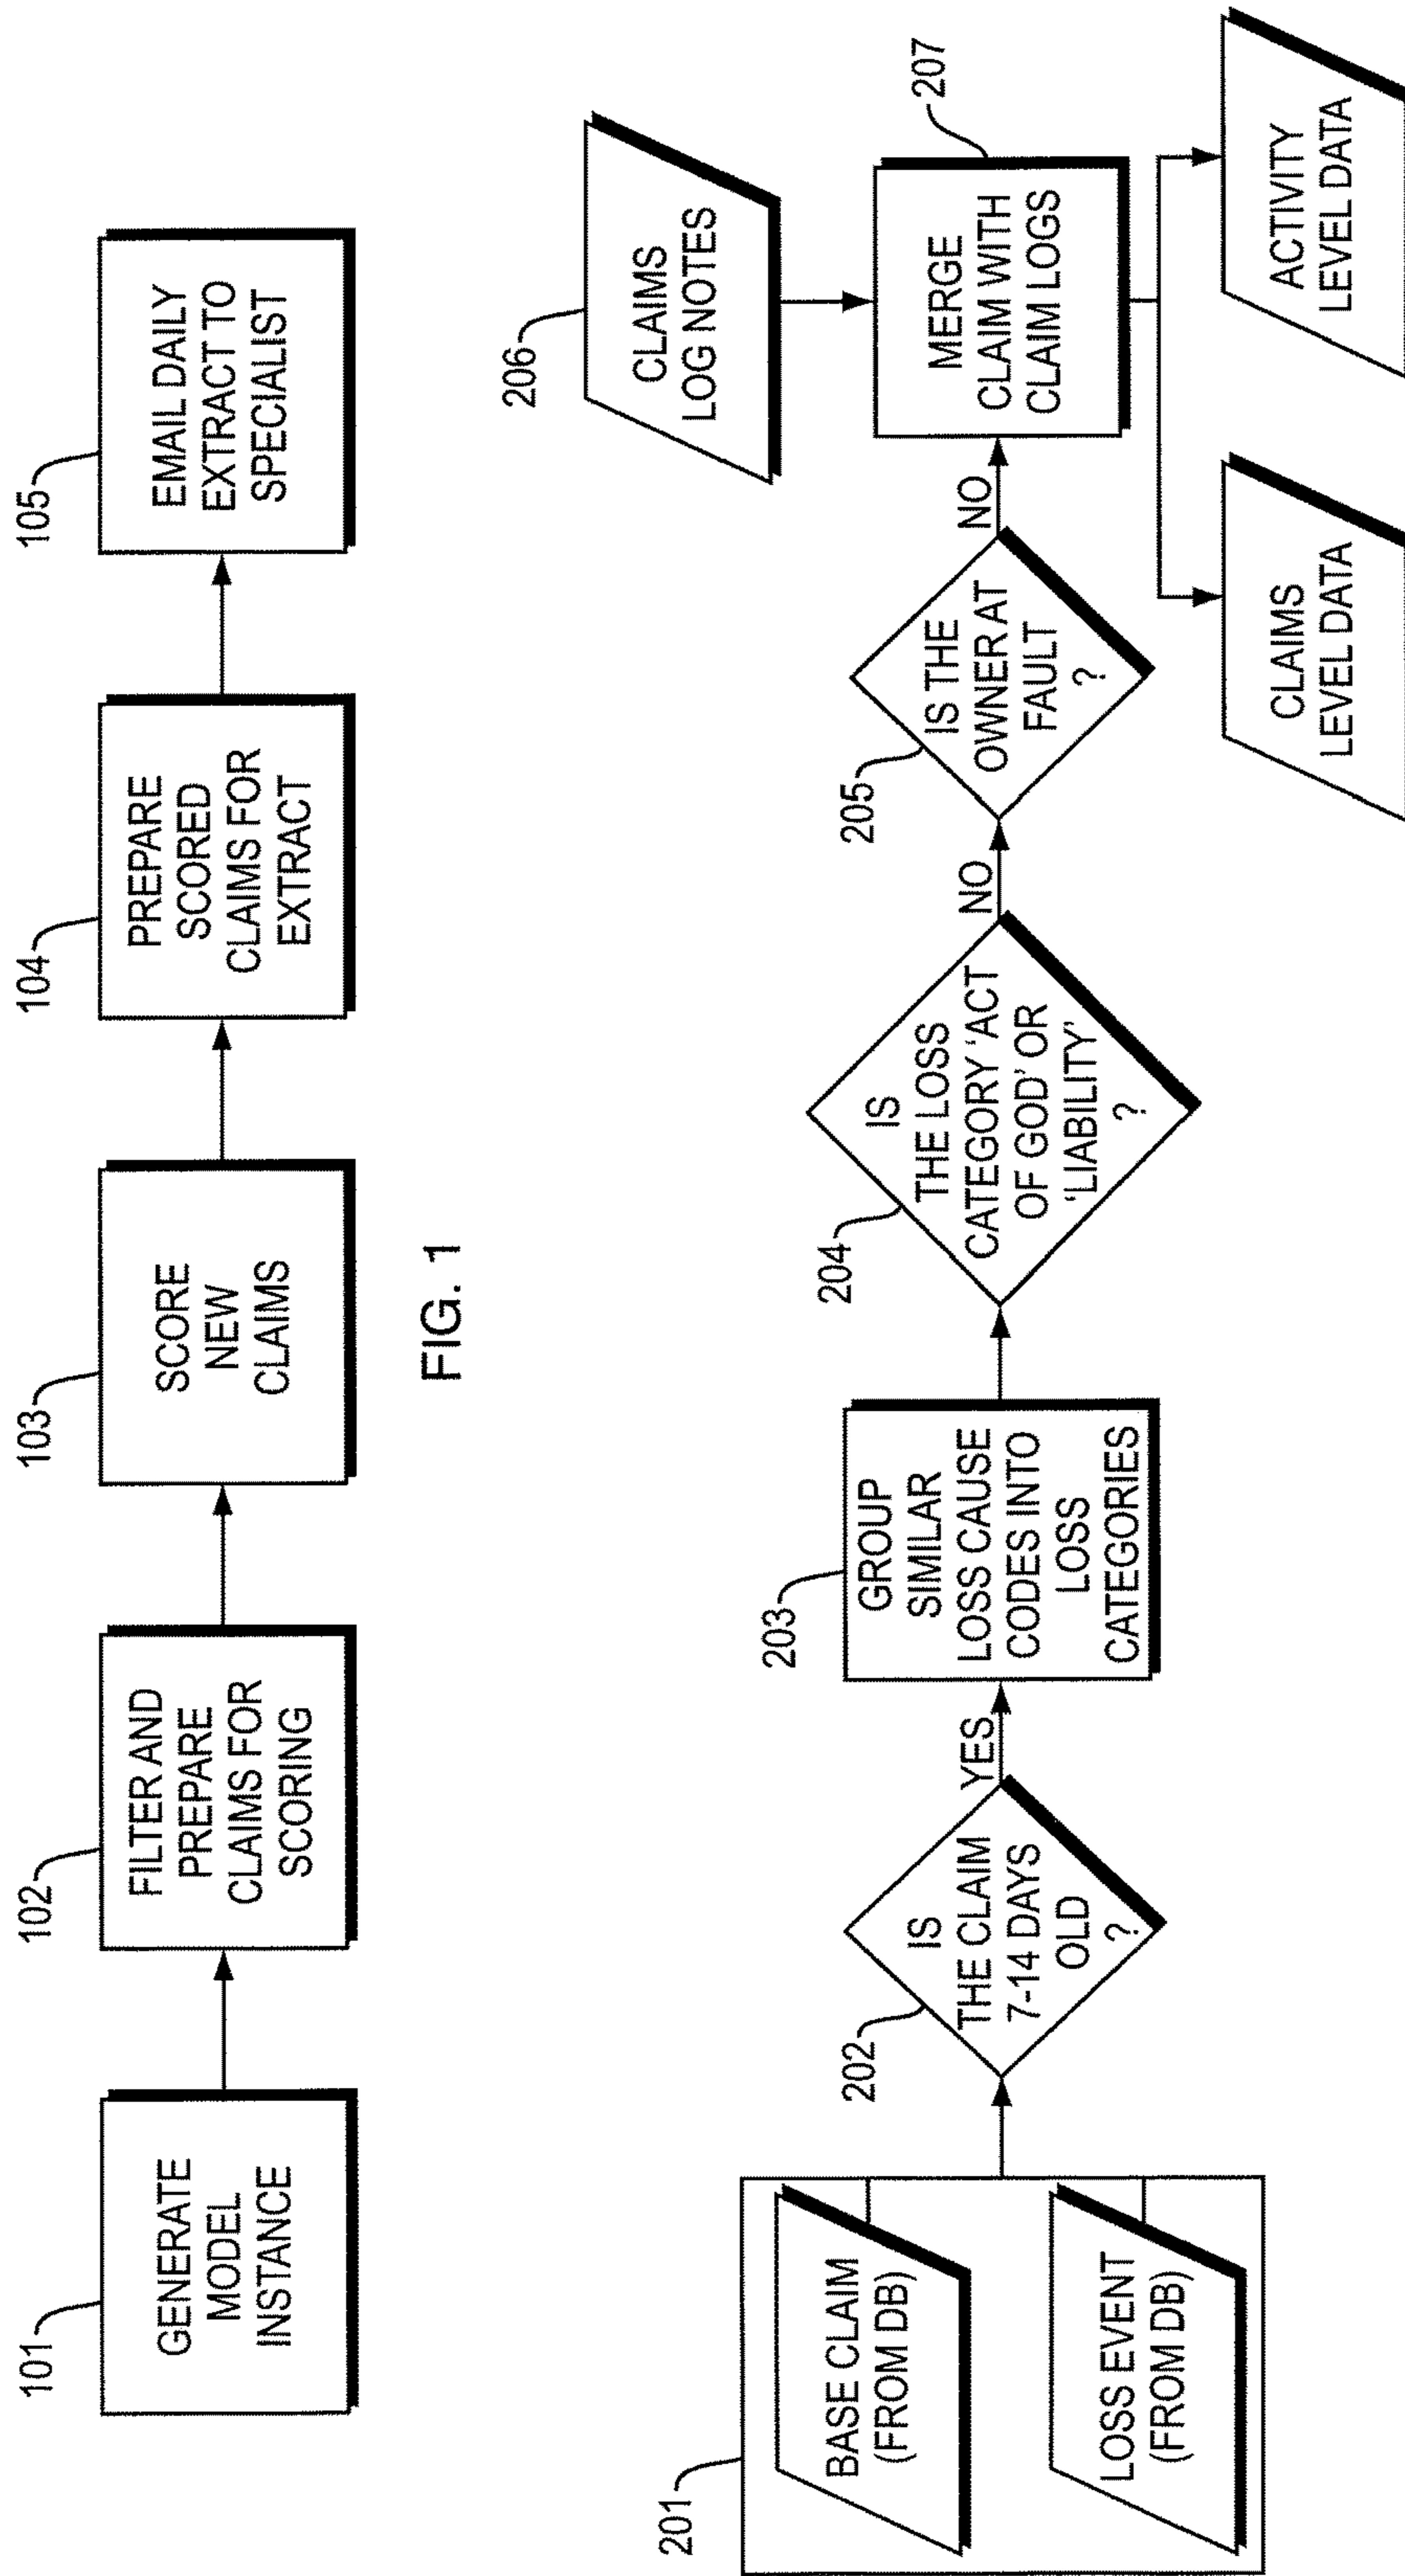 101
GENERATE
MODEL
INSTANCE
102
FILTER AND
PREPARE
CLAIMS FOR
SCORING
103
SCORE
NEW
CLAIMS
104
PREPARE
SCORED
CLAIMS FOR
EXTRACT
105
EMAIL DAILY
EXTRACT TO
SPECIALIST
FIG. 1
201
BASE CLAIM
(FROM DB)
LOSS EVENT
(FROM DB)
202
IS
THE CLAIM
7-14 DAYS
OLD
?
YES
203
GROUP
SIMILAR
LOSS CAUSE
CODES INTO
LOSS
CATEGORIES
204
IS
THE LOSS
CATEGORY 'ACT
OF GOD' OR
'LIABILITY'
?
NO
205
IS THE
OWNER AT
FAULT
?
NO
206
CLAIMS
LOG NOTES
207
MERGE
CLAIM WITH
CLAIM LOGS
CLAIMS
LEVEL DATA
ACTIVITY
LEVEL DATA